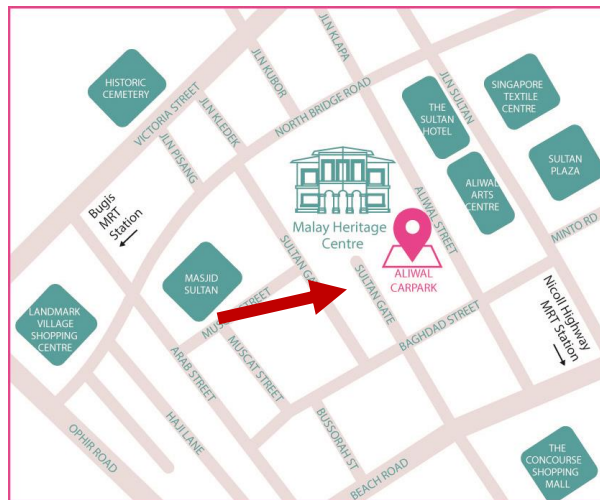 HISTORIC
CEMETERY
VICTORIA STREET
JLN PISANG
JLN KLEDEK
JLN KUBOR
JLN KLAPA
NORTH BRIDGE ROAD
JLN SULTAN
THE
SULTAN
HOTEL
SINGAPORE
TEXTILE
CENTRE
SULTAN
PLAZA
ALIWAL
ARTS
CENTRE
MINTO RD
ALIWAL STREET
Malay Heritage
Centre
ALIWAL
CARPARK
Bugis
MRT
Station
MASJID
SULTAN
SULTAN
SULTAN GATE
BAGHDAD STREET
Nicoll Highway
MRT Station
LANDMARK
VILLAGE
SHOPPING
CENTRE
ARAB STREET
MUSCAT STREET
BUSSORAH ST
HAJI LANE
OPHIR ROAD
BEACH ROAD
THE
CONCOURSE
SHOPPING
MALL